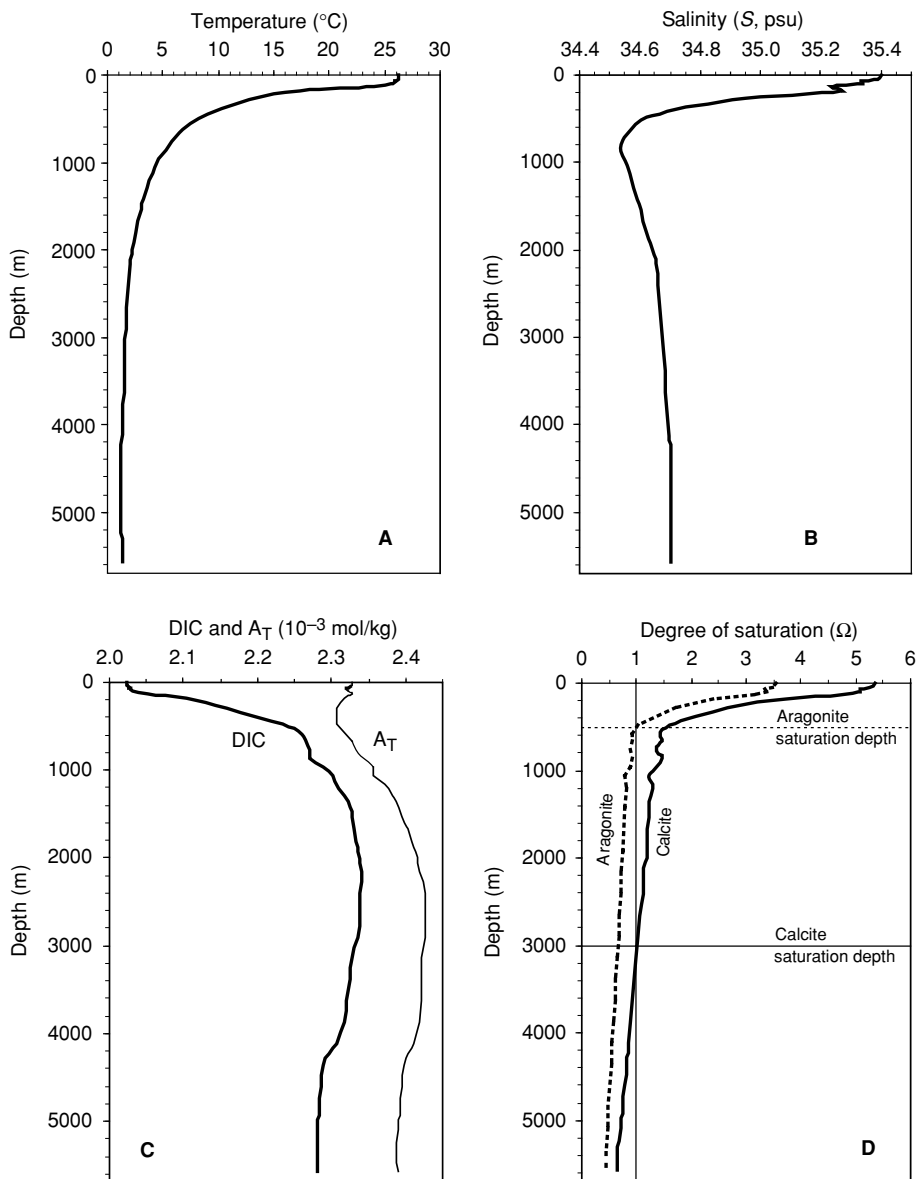 Temperature (°C)
0 5 10 15 20 25 30
0
1000
2000
3000
4000
5000
Depth (m)
A
Salinity (S, psu)
34.4 34.6 34.8 35.0 35.2 35.4
0
1000
2000
3000
4000
5000
Depth (m)
B
DIC and A_T (10⁻³ mol/kg)
2.0 2.1 2.2 2.3 2.4
0
1000
2000
3000
4000
5000
Depth (m)
DIC
A_T
C
Degree of saturation (Ω)
0 1 2 3 4 5 6
0
1000
2000
3000
4000
5000
Depth (m)
Aragonite
saturation depth
Aragonite
Calcite
Calcite
saturation depth
D